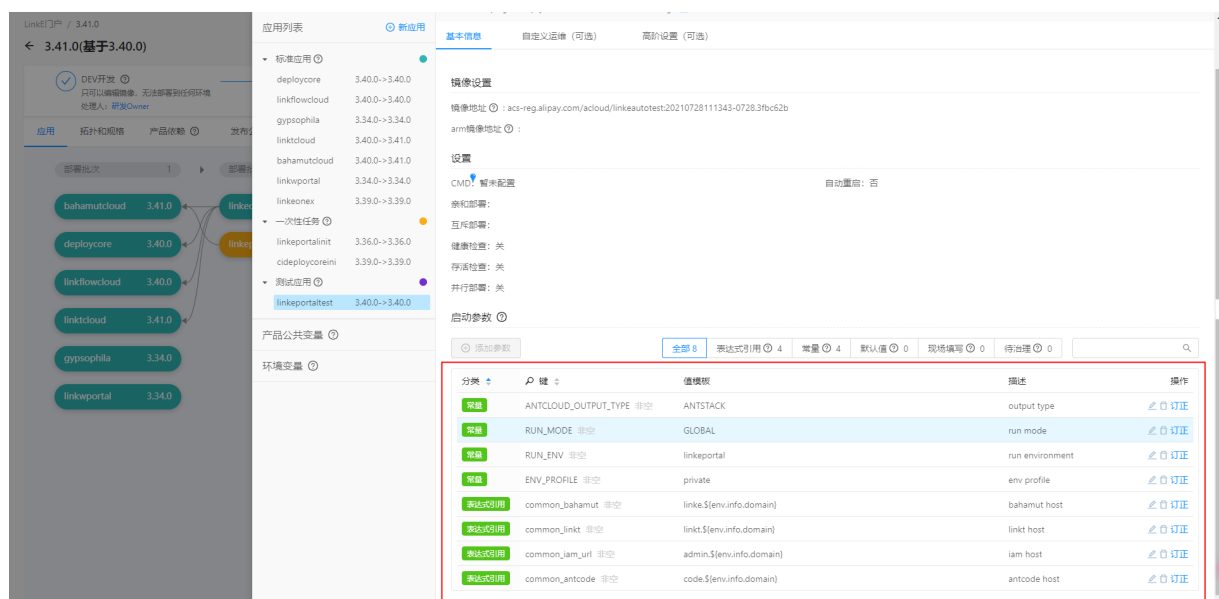 LinkE门户 / 3.41.0
3.41.0(基于3.40.0)
DEV开发
只可以编辑镜像，无法部署到任何环境
处理人：研发Owner
应用 拓扑和规格 产品依赖
部署批次 1
bahamutcloud 3.41.0
deploycore 3.40.0
linkflowcloud 3.40.0
linktcloud 3.41.0
gypsophila 3.34.0
linkwportal 3.34.0
应用列表 新应用
标准应用
deploycore 3.40.0->3.40.0
linkflowcloud 3.40.0->3.40.0
gypsophila 3.34.0->3.34.0
linktcloud 3.40.0->3.41.0
bahamutcloud 3.40.0->3.41.0
linkwportal 3.34.0->3.34.0
linkeonex 3.39.0->3.39.0
一次性任务
linkeportalinit 3.36.0->3.36.0
cideploycoreini 3.39.0->3.39.0
测试应用
linkeportaltest 3.40.0->3.40.0
产品公共变量
环境变量
基本信息 自定义运维（可选） 高阶设置（可选）
镜像设置
镜像地址 : acs-reg.alipay.com/acloud/linkeautotest:20210728111343-0728.3fbc62b
arm镜像地址 :
设置
CMD: 暂未配置 自动重启: 否
亲和部署:
互斥部署:
健康检查: 关
存活检查: 关
并行部署: 关
启动参数
添加参数 全部 8 表达式引用 4 常量 4 默认值 0 现场填写 0 待治理 0
分类 键 值模板 描述 操作
常量 ANTCLOUD_OUTPUT_TYPE 非空 ANTSTACK output type 订正
常量 RUN_MODE 非空 GLOBAL run mode 订正
常量 RUN_ENV 非空 linkeportal run environment 订正
常量 ENV_PROFILE 非空 private env profile 订正
表达式引用 common_bahamut 非空 linke.${env.info.domain} bahamut host 订正
表达式引用 common_linkt 非空 linkt.${env.info.domain} linkt host 订正
表达式引用 common_iam_url 非空 admin.${env.info.domain} iam host 订正
表达式引用 common_antcode 非空 code.${env.info.domain} antcode host 订正